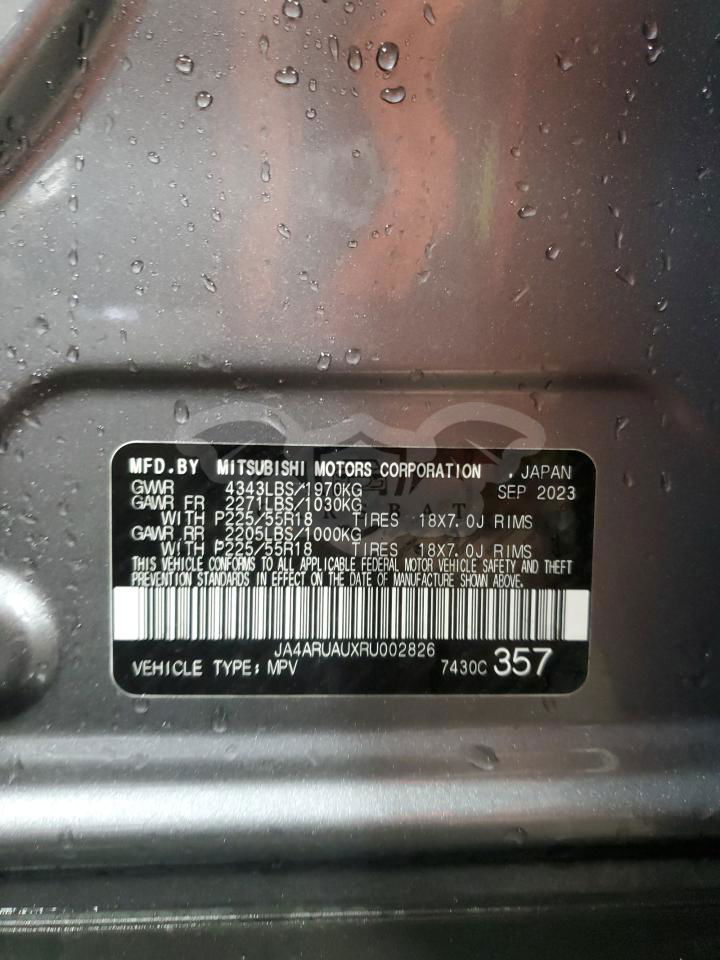 MFD.BY MITSUBISHI MOTORS CORPORATION . JAPAN
GVWR 4343LBS/1970KG SEP 2023
GAWR FR 2271LBS/1030KG
WITH P225/55R18 TIRES 18X7.0J RIMS
GAWR RR 2205LBS/1000KG
WITH P225/55R18 TIRES 18X7.0J RIMS
THIS VEHICLE CONFORMS TO ALL APPLICABLE FEDERAL MOTOR VEHICLE SAFETY AND THEFT
PREVENTION STANDARDS IN EFFECT ON THE DATE OF MANUFACTURE SHOWN ABOVE.
JA4ARUAUXRU002826
VEHICLE TYPE: MPV 7430C 357